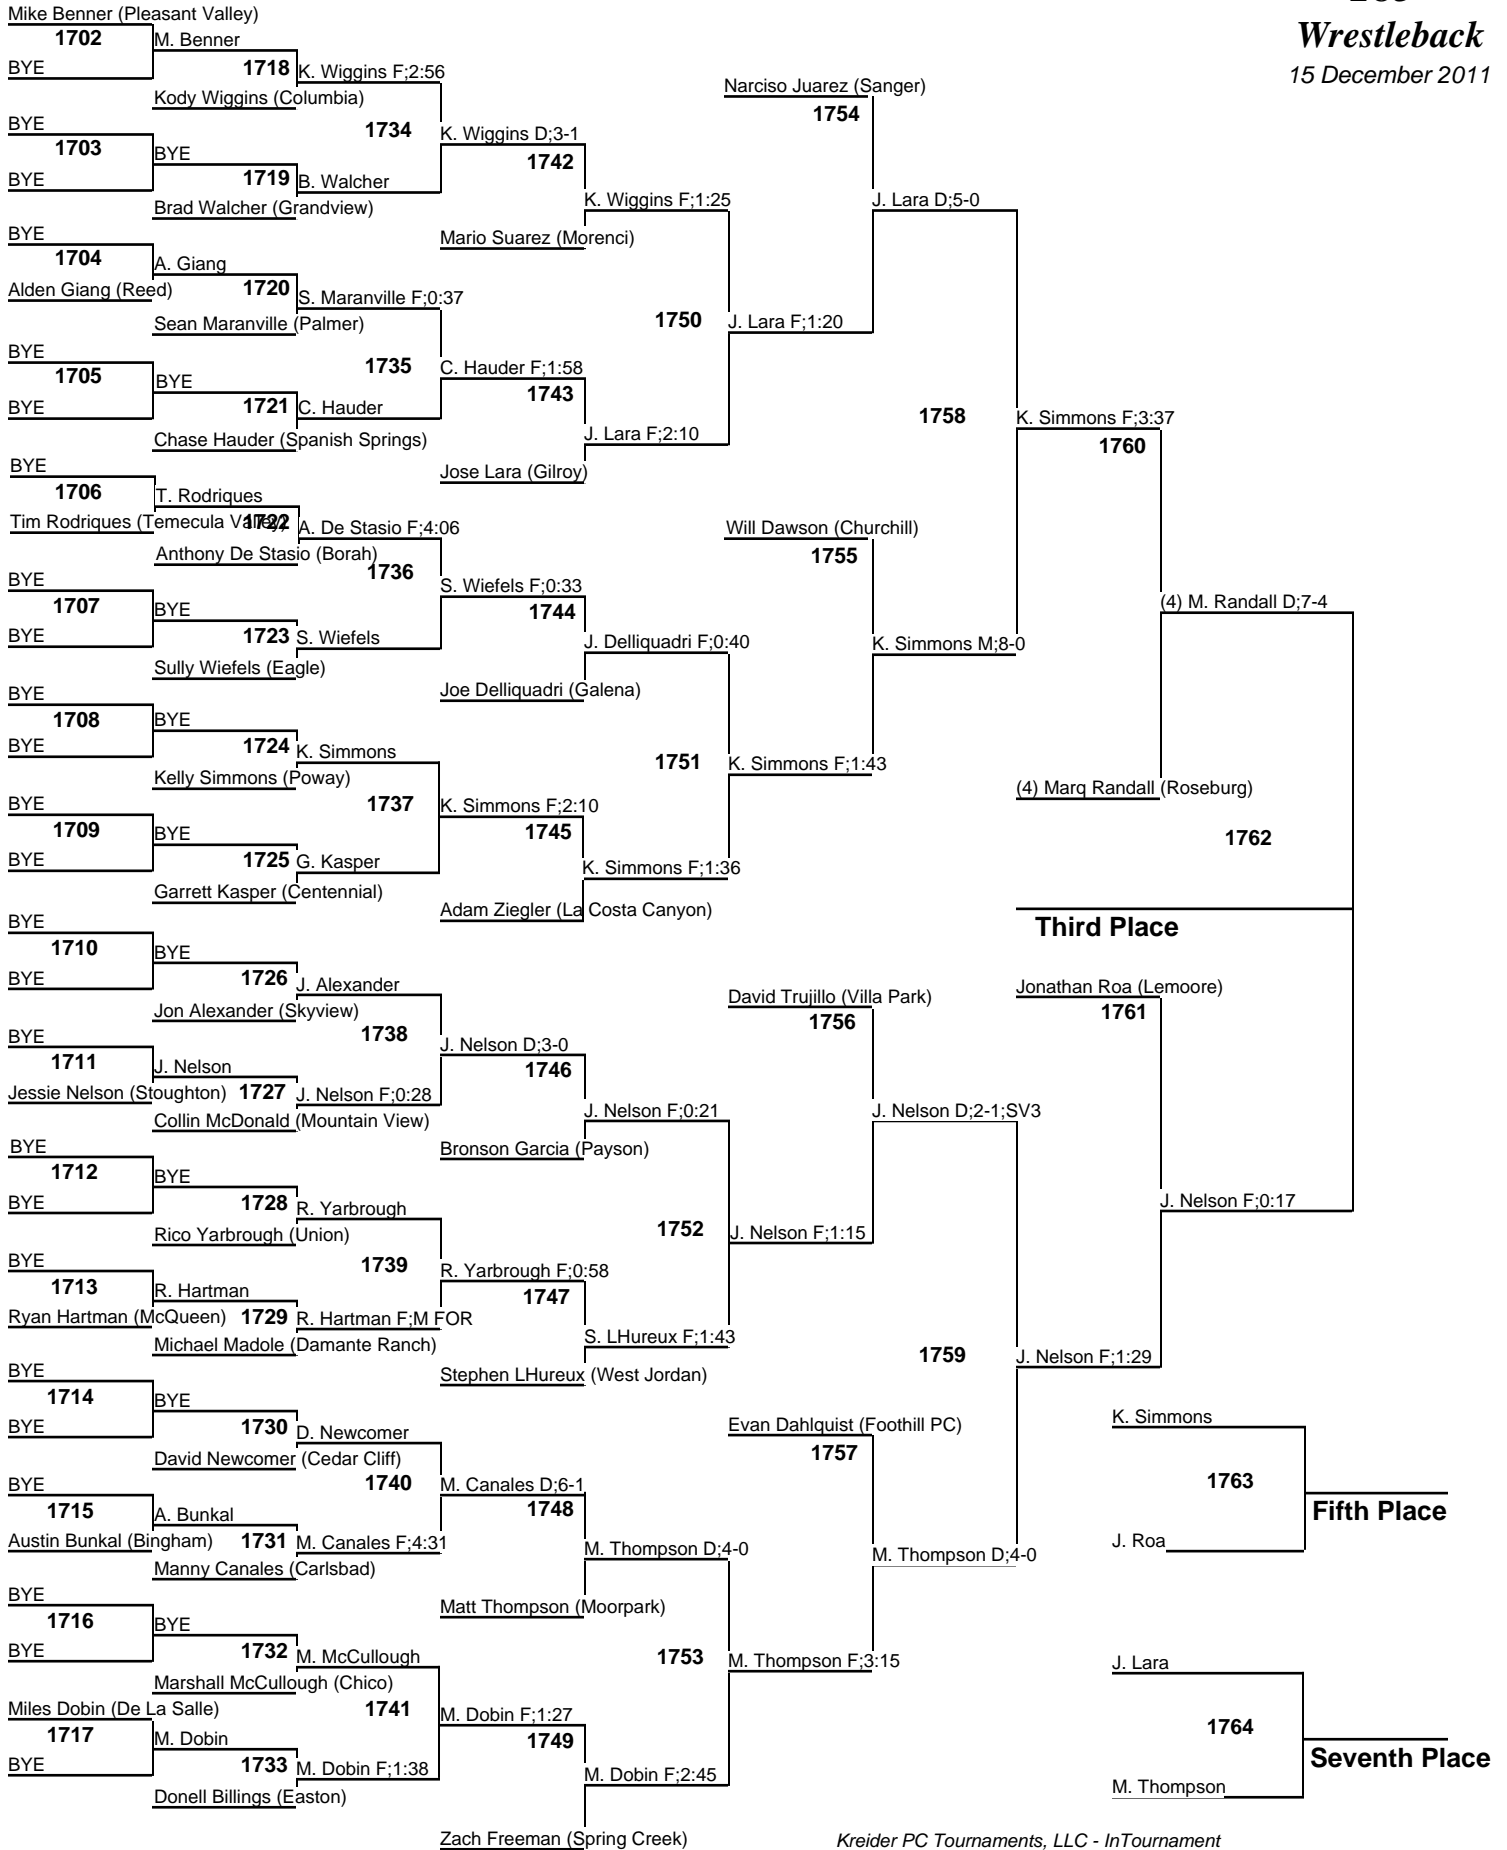 Wrestleback
15 December 2011
Mike Benner (Pleasant Valley)
1702
BYE
M. Benner
1718
Kody Wiggins (Columbia)
K. Wiggins F;2:56
BYE
1703
BYE
BYE
1719
Brad Walcher (Grandview)
B. Walcher
1734
K. Wiggins D;3-1
1742
Mario Suarez (Morenci)
K. Wiggins F;1:25
BYE
1704
Alden Giang (Reed)
A. Giang
1720
Sean Maranville (Palmer)
S. Maranville F;0:37
BYE
1705
BYE
BYE
1721
Chase Hauder (Spanish Springs)
C. Hauder
1735
C. Hauder F;1:58
1743
Jose Lara (Gilroy)
J. Lara F;2:10
1750
J. Lara F;1:20
Narciso Juarez (Sanger)
1754
J. Lara D;5-0
BYE
1706
Tim Rodriques (Temecula Valley)
T. Rodriques
1722
Anthony De Stasio (Borah)
A. De Stasio F;4:06
BYE
1707
BYE
BYE
1723
Sully Wiefels (Eagle)
S. Wiefels
1736
S. Wiefels F;0:33
1744
Joe Delliquadri (Galena)
J. Delliquadri F;0:40
BYE
1708
BYE
BYE
1724
Kelly Simmons (Poway)
K. Simmons
BYE
1709
BYE
BYE
1725
Garrett Kasper (Centennial)
G. Kasper
1737
K. Simmons F;2:10
1745
Adam Ziegler (La Costa Canyon)
K. Simmons F;1:36
1751
K. Simmons F;1:43
Will Dawson (Churchill)
1755
K. Simmons M;8-0
1758
K. Simmons F;3:37
1760
(4) Marq Randall (Roseburg)
(4) M. Randall D;7-4
1762
Third Place
BYE
1710
BYE
BYE
1726
Jon Alexander (Skyview)
J. Alexander
BYE
1711
Jessie Nelson (Stoughton)
J. Nelson
1727
Collin McDonald (Mountain View)
J. Nelson F;0:28
1738
J. Nelson D;3-0
1746
Bronson Garcia (Payson)
J. Nelson F;0:21
BYE
1712
BYE
BYE
1728
Rico Yarbrough (Union)
R. Yarbrough
BYE
1713
Ryan Hartman (McQueen)
R. Hartman
1729
Michael Madole (Damante Ranch)
R. Hartman F;M FOR
1739
R. Yarbrough F;0:58
1747
Stephen LHureux (West Jordan)
S. LHureux F;1:43
1752
J. Nelson F;1:15
David Trujillo (Villa Park)
1756
J. Nelson D;2-1;SV3
BYE
1714
BYE
BYE
1730
David Newcomer (Cedar Cliff)
D. Newcomer
BYE
1715
Austin Bunkal (Bingham)
A. Bunkal
1731
Manny Canales (Carlsbad)
M. Canales F;4:31
1740
M. Canales D;6-1
1748
Matt Thompson (Moorpark)
M. Thompson D;4-0
BYE
1716
BYE
BYE
1732
Marshall McCullough (Chico)
M. McCullough
Miles Dobin (De La Salle)
1717
BYE
M. Dobin
1733
Donell Billings (Easton)
M. Dobin F;1:38
1741
M. Dobin F;1:27
1749
Zach Freeman (Spring Creek)
M. Dobin F;2:45
1753
M. Thompson F;3:15
Evan Dahlquist (Foothill PC)
1757
M. Thompson D;4-0
1759
J. Nelson F;1:29
Jonathan Roa (Lemoore)
1761
J. Nelson F;0:17
K. Simmons
1763
J. Roa
Fifth Place
J. Lara
1764
M. Thompson
Seventh Place
Kreider PC Tournaments, LLC - InTournament